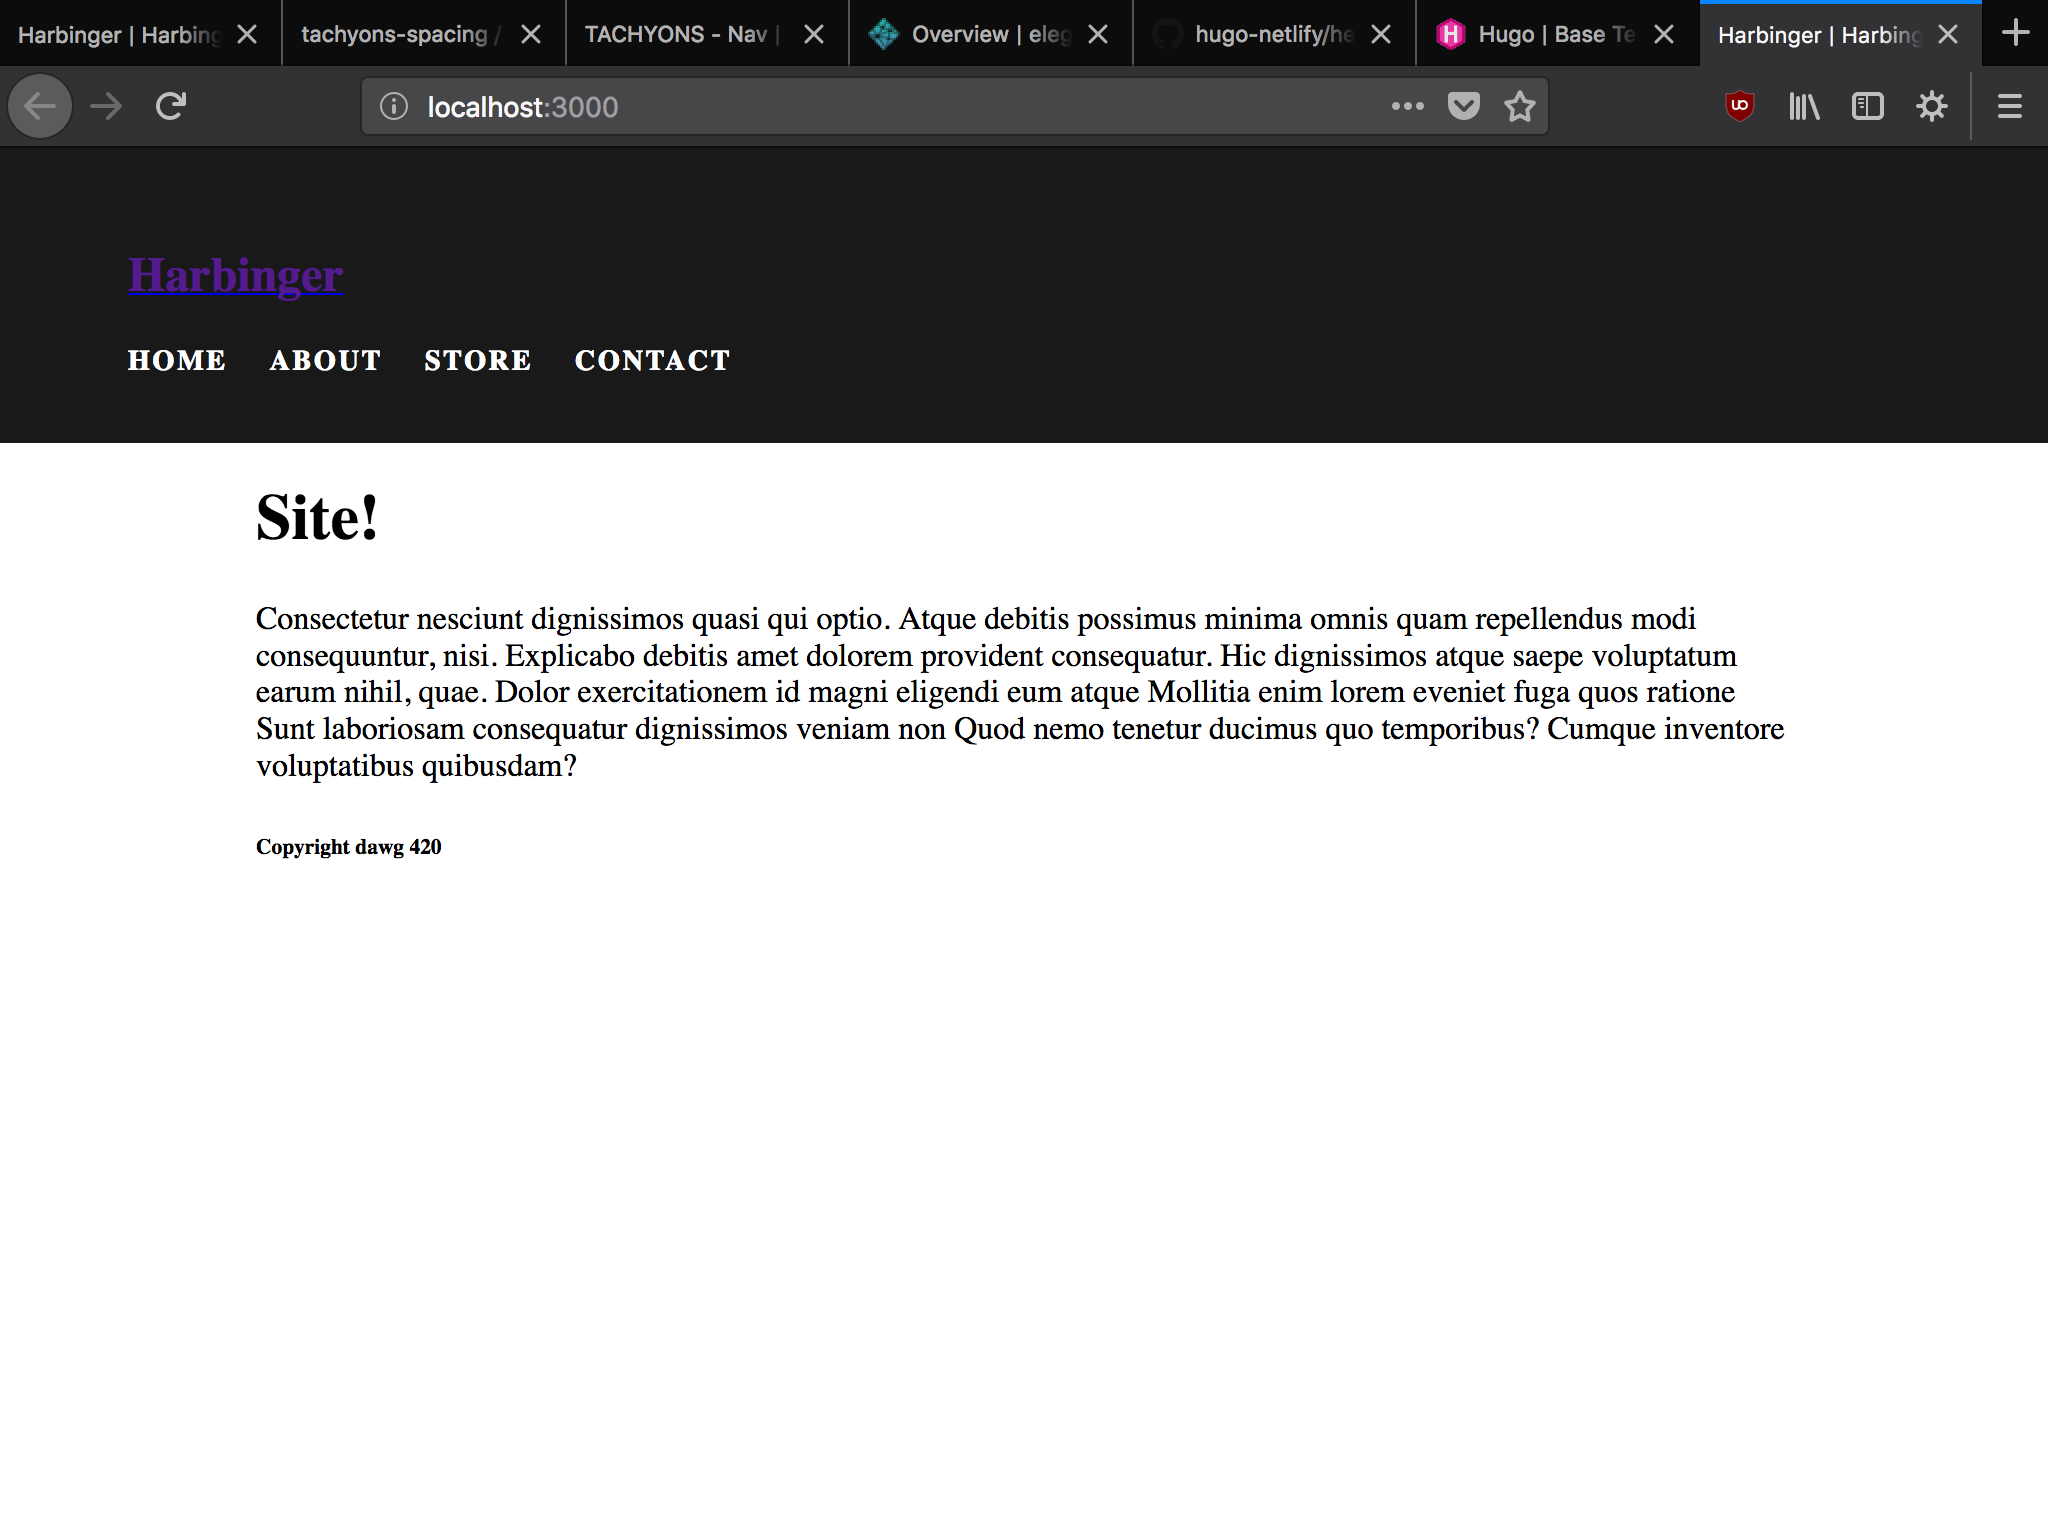 Harbinger | Harbing
tachyons-spacing /
TACHYONS - Nav |
Overview | eleg
hugo-netlify/he
Hugo | Base Te
Harbinger | Harbing
localhost:3000
Harbinger
HOME ABOUT STORE CONTACT
Site!
Consectetur nesciunt dignissimos quasi qui optio. Atque debitis possimus minima omnis quam repellendus modi
consequuntur, nisi. Explicabo debitis amet dolorem provident consequatur. Hic dignissimos atque saepe voluptatum
earum nihil, quae. Dolor exercitationem id magni eligendi eum atque Mollitia enim lorem eveniet fuga quos ratione
Sunt laboriosam consequatur dignissimos veniam non Quod nemo tenetur ducimus quo temporibus? Cumque inventore
voluptatibus quibusdam?
Copyright dawg 420